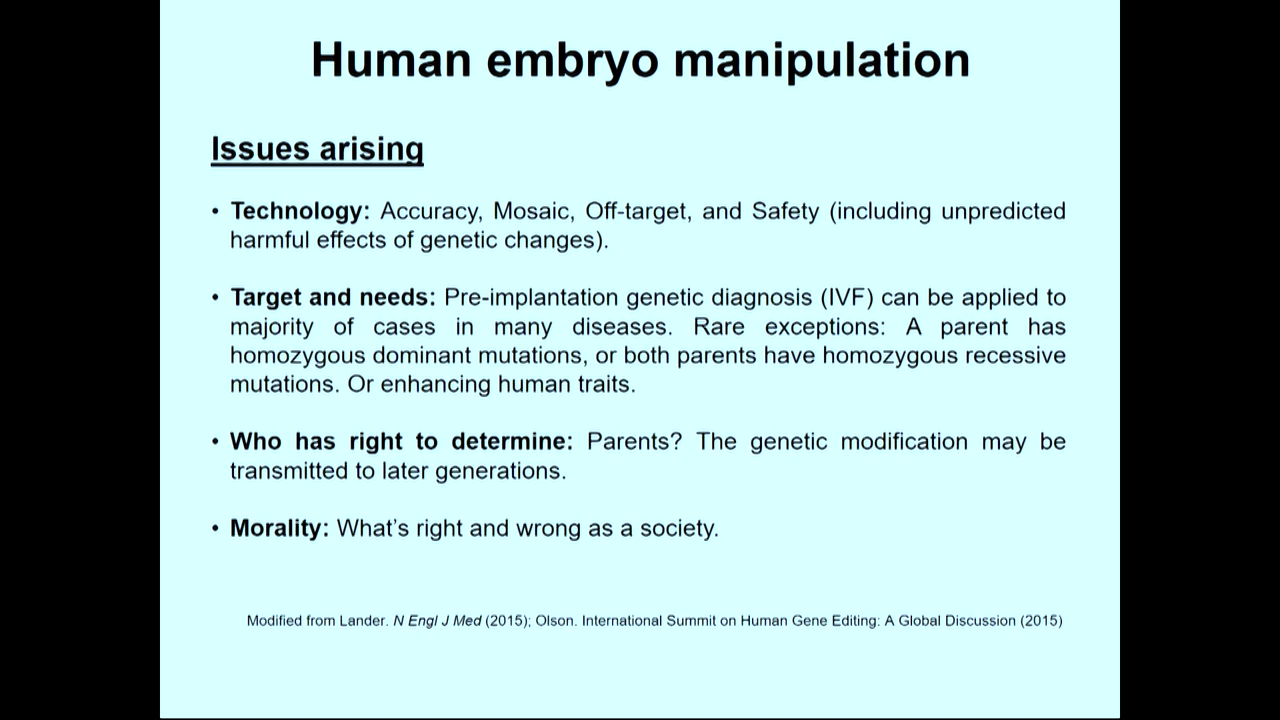 Human embryo manipulation
Issues arising
• Technology: Accuracy, Mosaic, Off-target, and Safety (including unpredicted
harmful effects of genetic changes).
• Target and needs: Pre-implantation genetic diagnosis (IVF) can be applied to
majority of cases in many diseases. Rare exceptions: A parent has
homozygous dominant mutations, or both parents have homozygous recessive
mutations. Or enhancing human traits.
• Who has right to determine: Parents? The genetic modification may be
transmitted to later generations.
• Morality: What’s right and wrong as a society.
Modified from Lander. N Engl J Med (2015); Olson. International Summit on Human Gene Editing: A Global Discussion (2015)